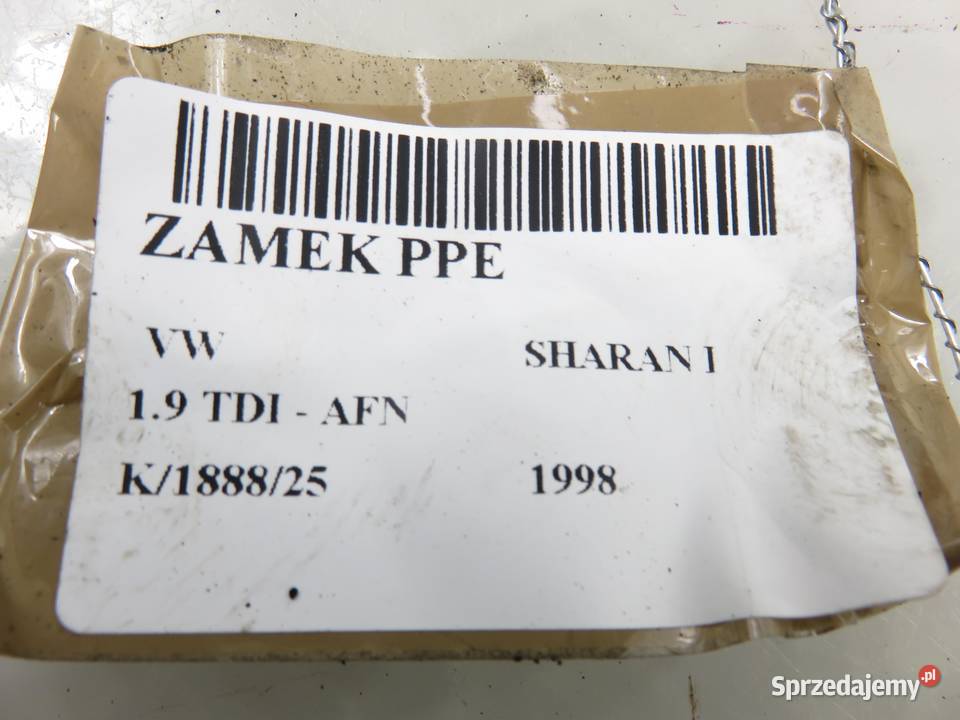 ZAMEK PPE
VW SHARAN I
1.9 TDI - AFN
K/1888/25 1998
Sprzedajemy.pl